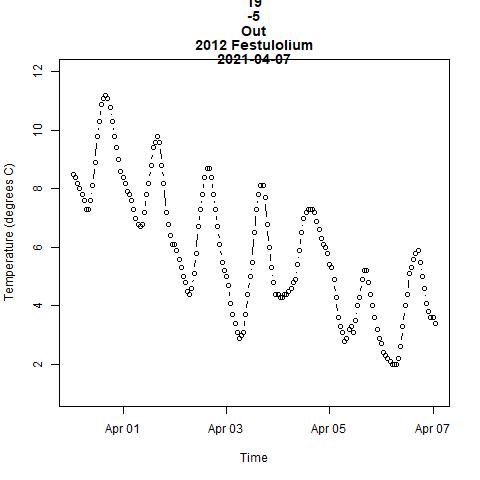 19
-5
Out
2012 Festulolium
2021-04-07
12
10
8
6
4
2
Temperature (degrees C)
Apr 01
Apr 03
Apr 05
Apr 07
Time